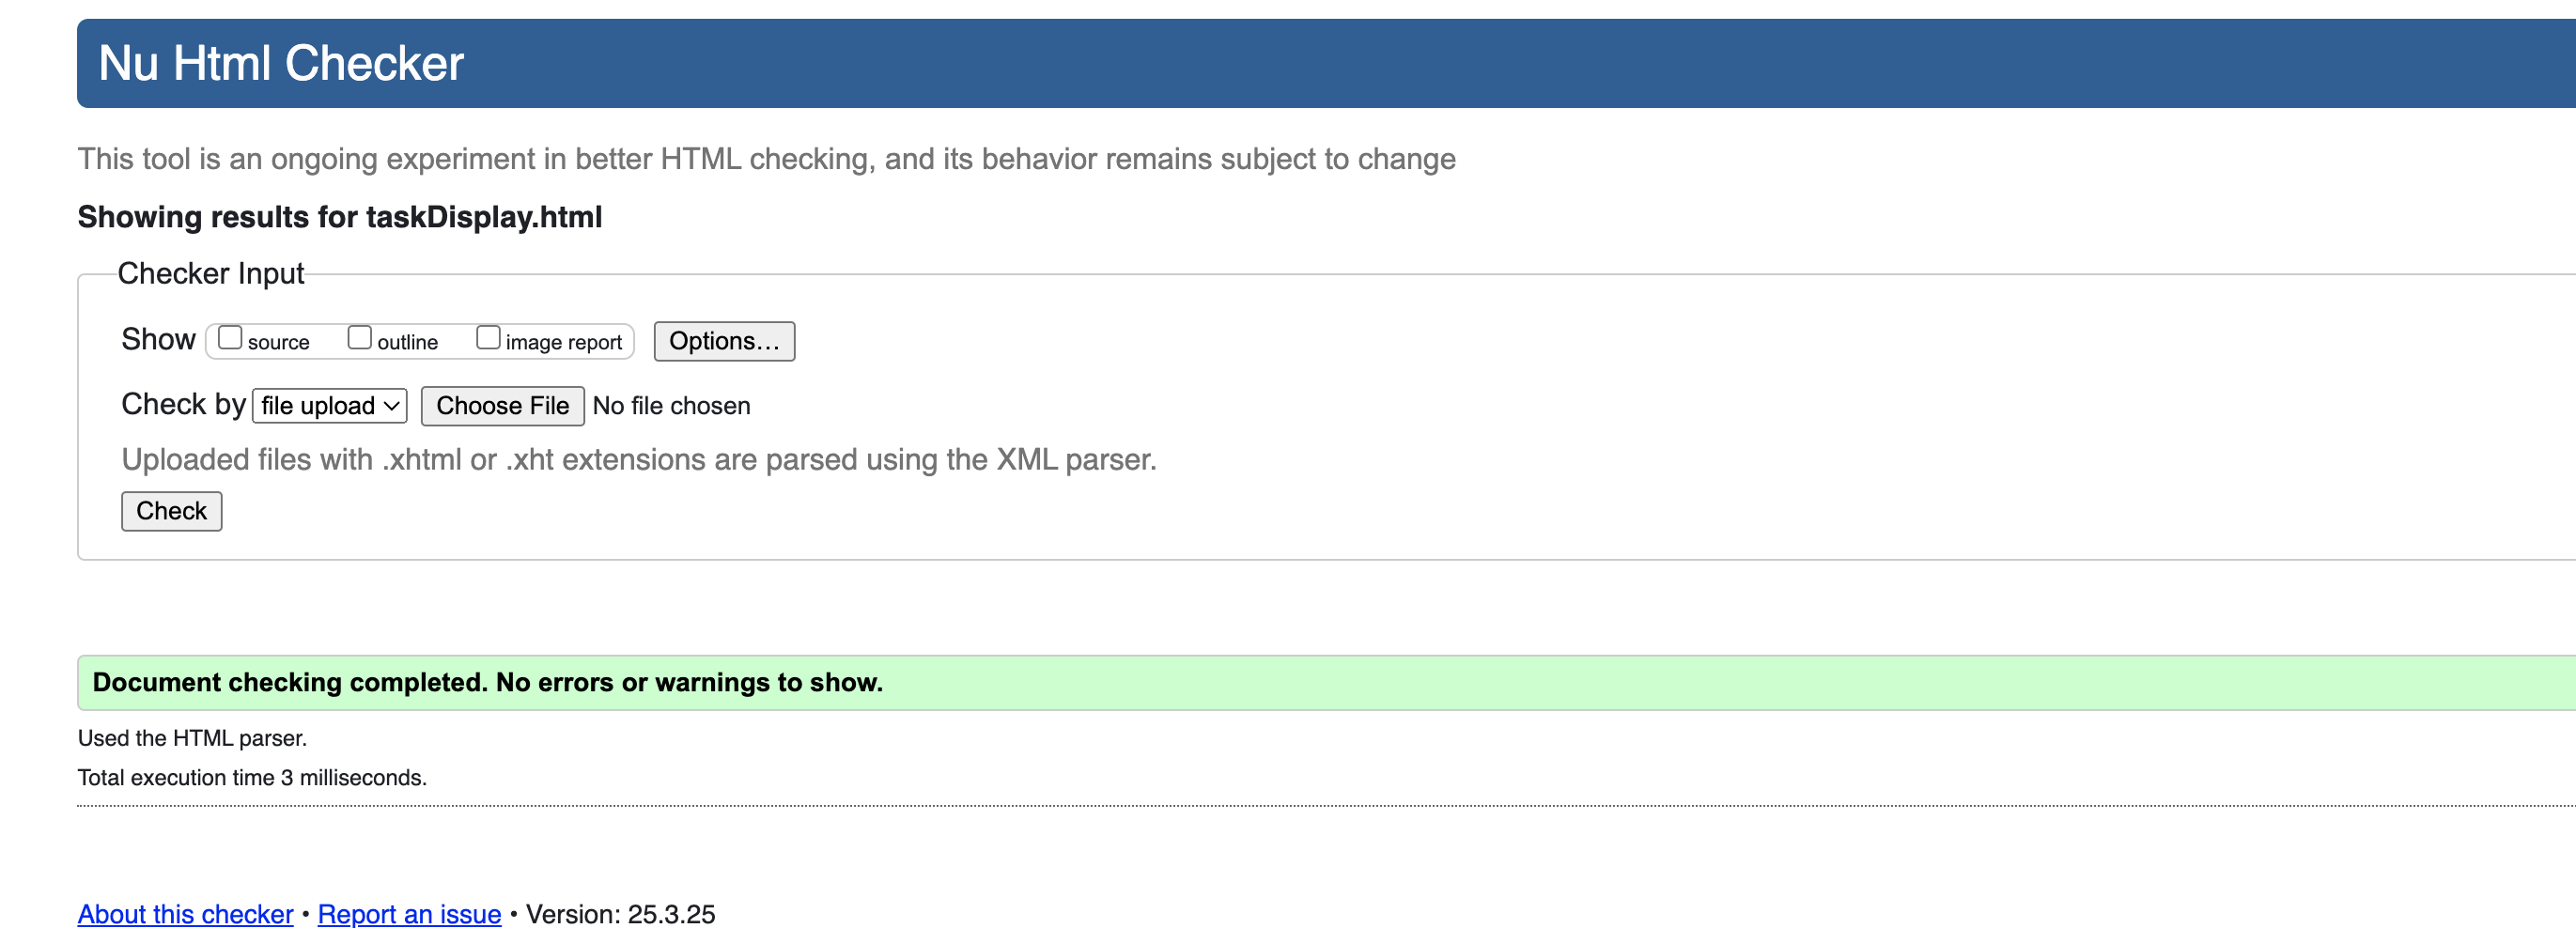 Nu Html Checker
This tool is an ongoing experiment in better HTML checking, and its behavior remains subject to change
Showing results for taskDisplay.html
Checker Input
Show source outline image report Options...
Check by file upload Choose File No file chosen
Uploaded files with .xhtml or .xht extensions are parsed using the XML parser.
Check
Document checking completed. No errors or warnings to show.
Used the HTML parser.
Total execution time 3 milliseconds.
About this checker • Report an issue • Version: 25.3.25